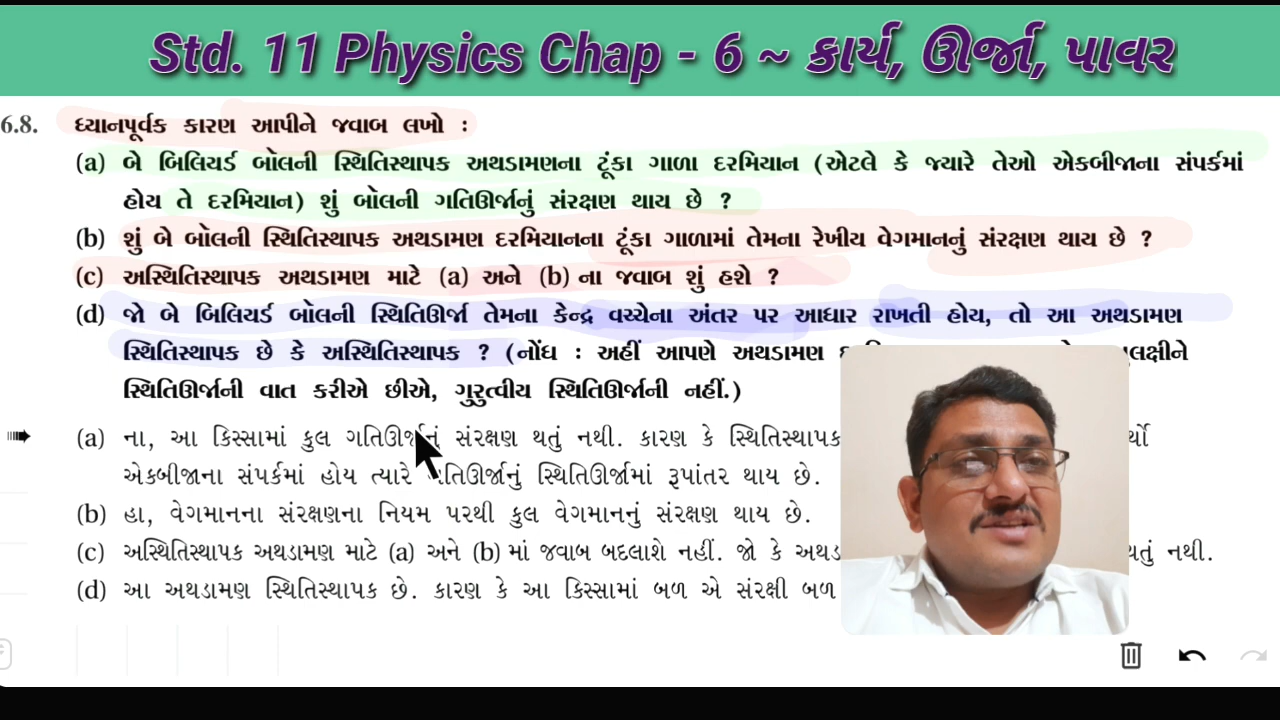 Std. 11 Physics Chap - 6 ~ કાર્ય, ઊર્જા, પાવર
6.8. ધ્યાનપૂર્વક કારણ આપીને જવાબ લખો :
(a) બે બિલિયર્ડ બૉલની સ્થિતિસ્થાપક અથડામણના ટૂંકા ગાળા દરમિયાન (એટલે કે જ્યારે તેઓ એકબીજાના સંપર્કમાં
હોય તે દરમિયાન) શું બૉલની ગતિઊર્જાનું સંરક્ષણ થાય છે ?
(b) શું બે બૉલની સ્થિતિસ્થાપક અથડામણ દરમિયાનના ટૂંકા ગાળામાં તેમના રેખીય વેગમાનનું સંરક્ષણ થાય છે ?
(c) અસ્થિતિસ્થાપક અથડામણ માટે (a) અને (b) ના જવાબ શું હશે ?
(d) જો બે બિલિયર્ડ બૉલની સ્થિતિઊર્જા તેમના કેન્દ્ર વચ્ચેના અંતર પર આધાર રાખતી હોય, તો આ અથડામણ
સ્થિતિસ્થાપક છે કે અસ્થિતિસ્થાપક ? (નોંધ : અહીં આપણે અથડામણ
સ્થિતિઊર્જાની વાત કરીએ છીએ, ગુરુત્વીય સ્થિતિઊર્જાની નહીં.)
(a) ના, આ કિસ્સામાં કુલ ગતિઊર્જાનું સંરક્ષણ થતું નથી. કારણ કે સ્થિતિસ્થાપક
એકબીજાના સંપર્કમાં હોય ત્યારે ગતિઊર્જાનું સ્થિતિઊર્જામાં રૂપાંતર થાય છે.
(b) હા, વેગમાનના સંરક્ષણના નિયમ પરથી કુલ વેગમાનનું સંરક્ષણ થાય છે.
(c) અસ્થિતિસ્થાપક અથડામણ માટે (a) અને (b) માં જવાબ બદલાશે નહીં. જો કે નથી.
(d) આ અથડામણ સ્થિતિસ્થાપક છે. કારણ કે આ કિસ્સામાં બળ એ સંરક્ષી બળ